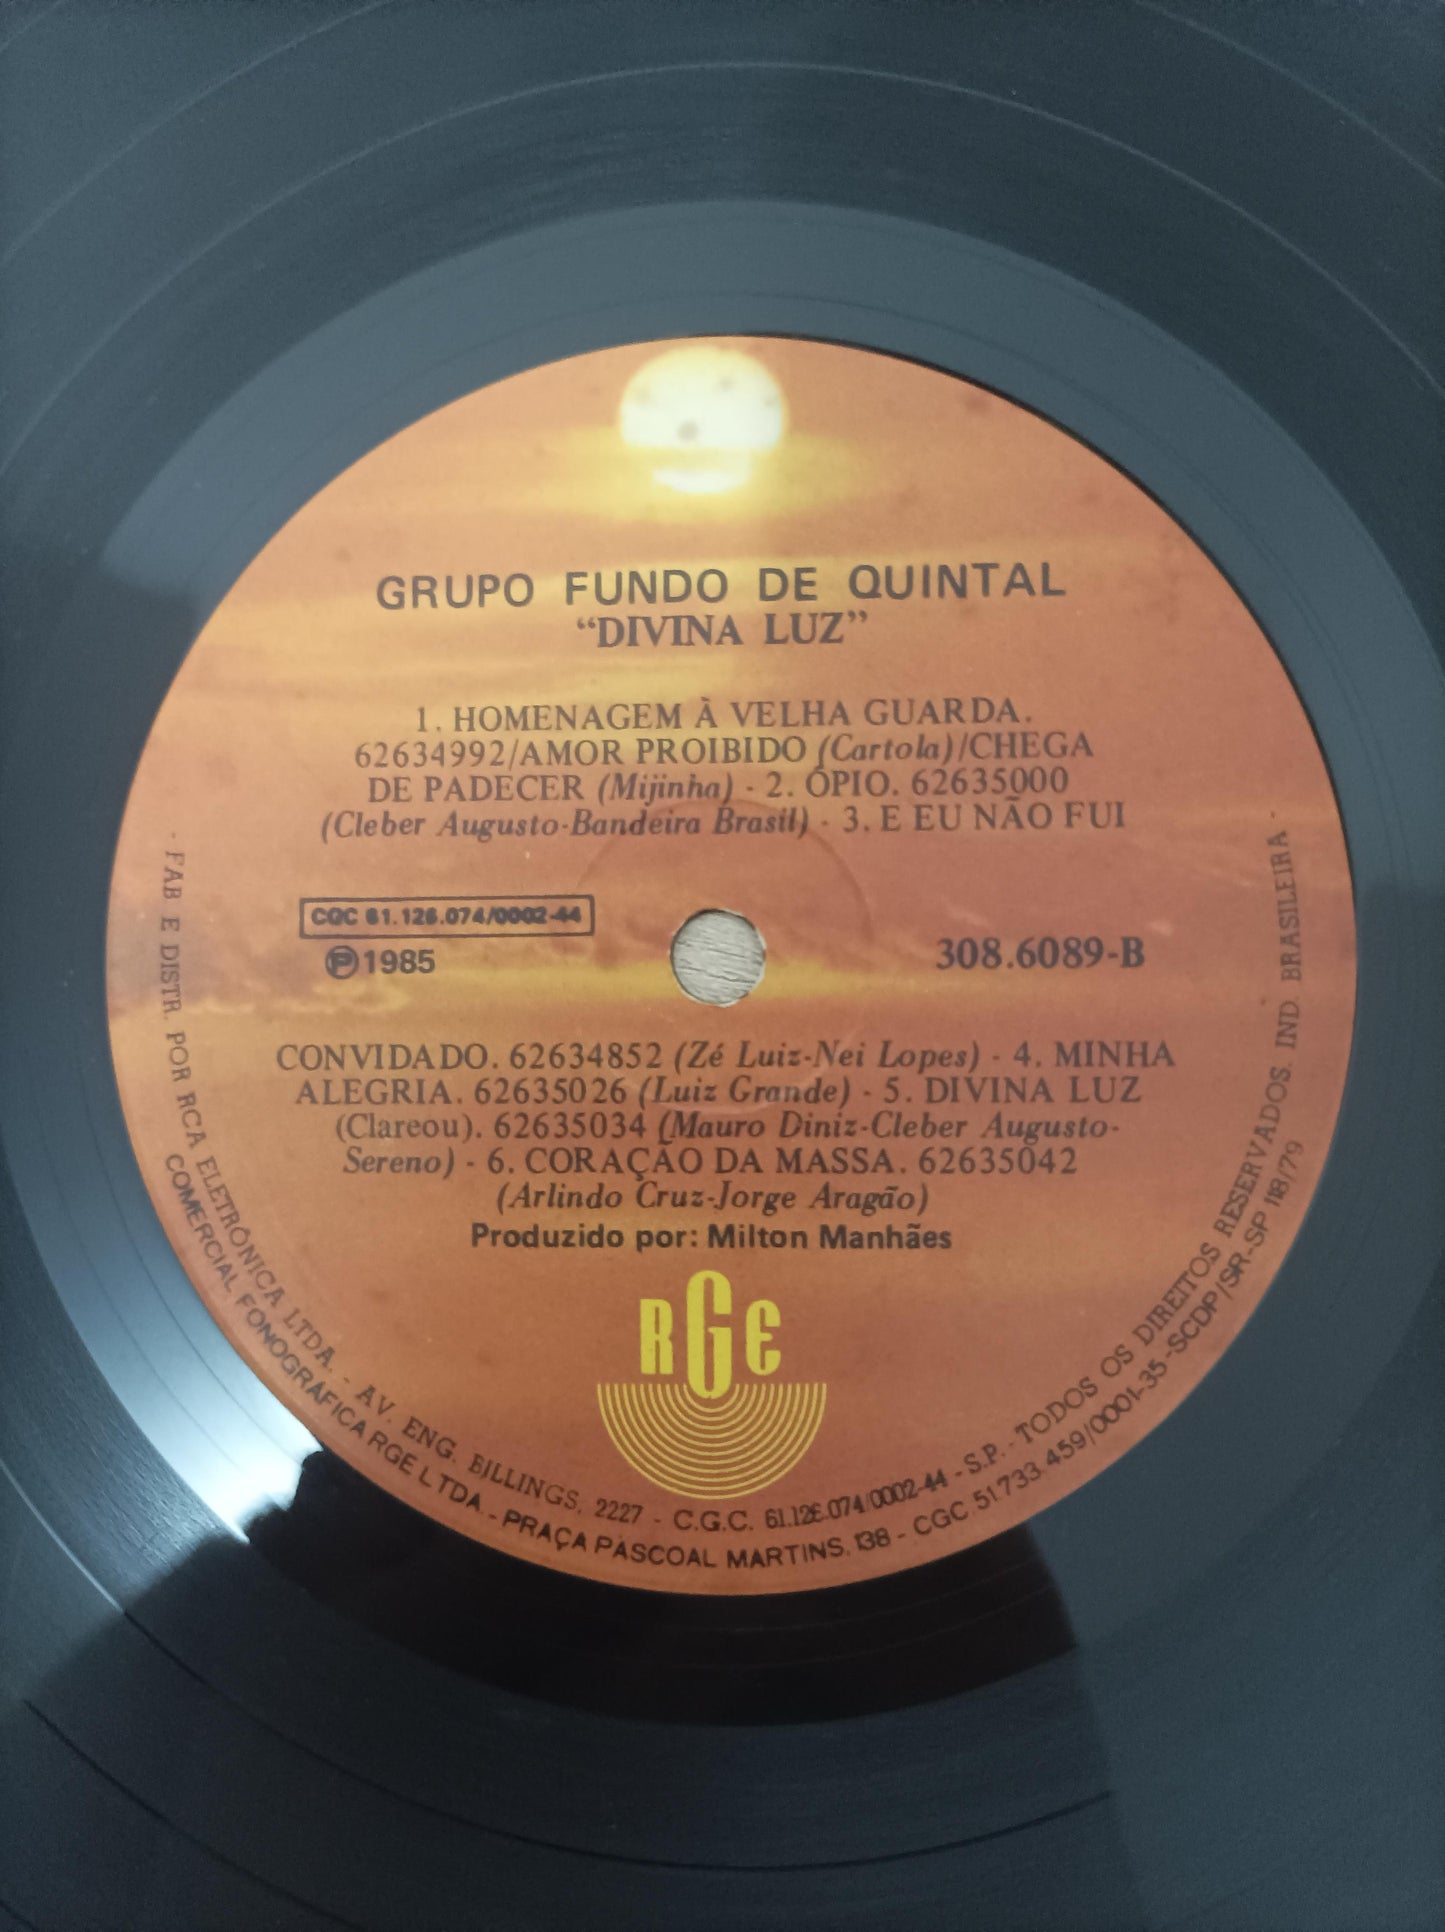 GRUPO FUNDO DE QUINTAL
“DIVINA LUZ”
1. HOMENAGEM À VELHA GUARDA.
62634992/AMOR PROIBIDO (Cartola)/CHEGA
DE PADECER (Mijinha) - 2. ÓPIO. 62635000
(Cleber Augusto-Bandeira Brasil) - 3. E EU NÃO FUI
CGC 61.126.074/0002-44
℗1985
308.6089-B
CONVIDADO. 62634852 (Zé Luiz-Nei Lopes) - 4. MINHA
ALEGRIA. 62635026 (Luiz Grande) - 5. DIVINA LUZ
(Clareou). 62635034 (Mauro Diniz-Cleber Augusto-
Sereno) - 6. CORAÇÃO DA MASSA. 62635042
(Arlindo Cruz-Jorge Aragão)
Produzido por: Milton Manhães
RGE
· FAB E DISTR. POR RCA ELETRÔNICA LTDA. - AV. ENG. BILLINGS, 2227 - C.G.C. 61.126.074/0002-44 - S.P. - TODOS OS DIREITOS RESERVADOS. IND. BRASILEIRA ·
COMERCIAL FONOGRÁFICA RGE LTDA. - PRAÇA PASCOAL MARTINS, 138 - CGC. 51.733.459/0001-35 - SCDP/SR-SP 118/79